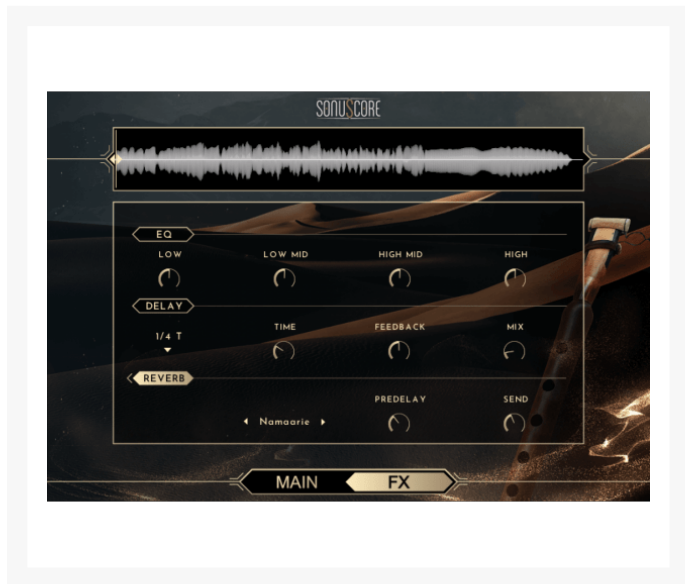 SONUSCORE
EQ
LOW LOW MID HIGH MID HIGH
DELAY
1/4 T TIME FEEDBACK MIX
REVERB
Namaarie PREDELAY SEND
MAIN FX